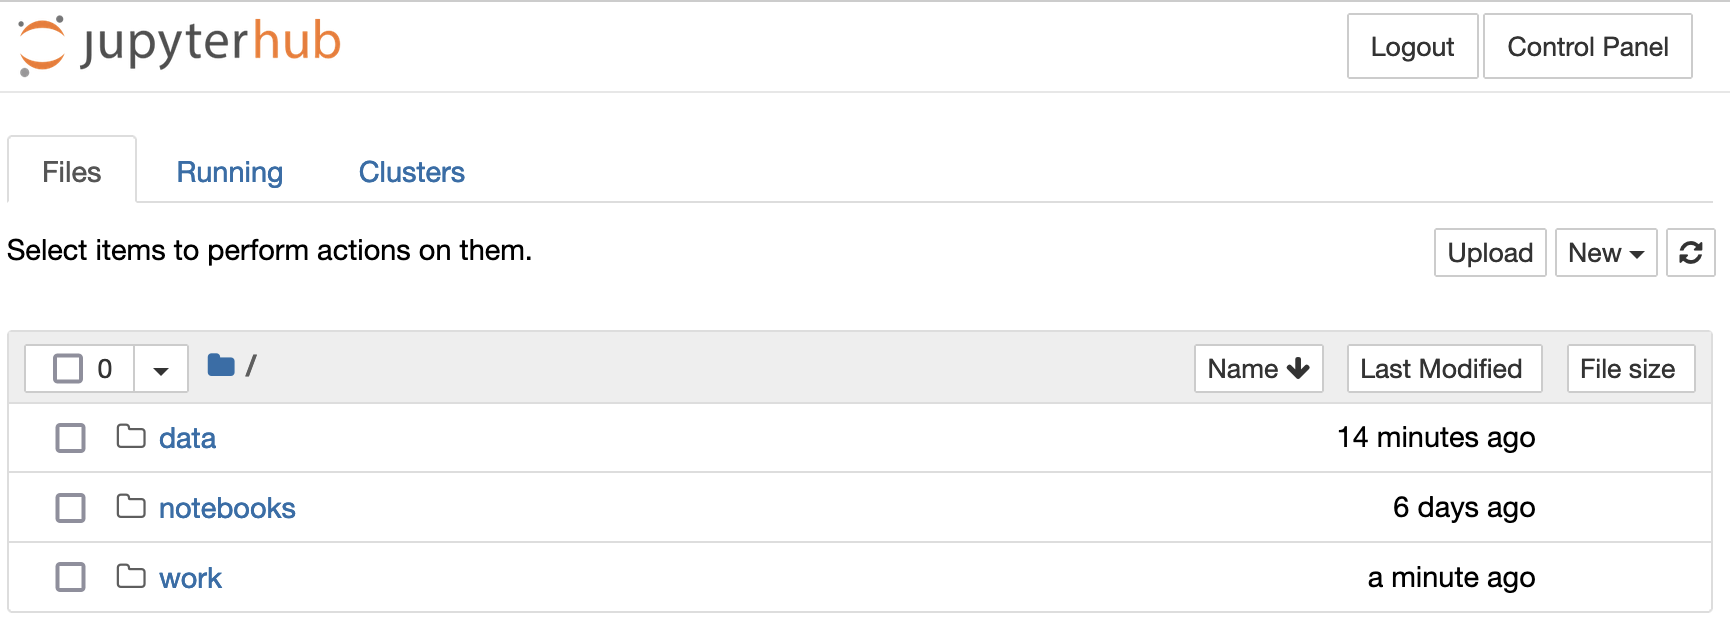 jupyterhub Logout Control Panel
Files Running Clusters
Select items to perform actions on them. Upload New
0 / Name Last Modified File size
data 14 minutes ago
notebooks 6 days ago
work a minute ago